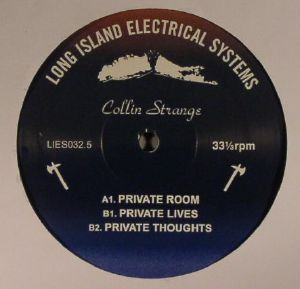 LONG ISLAND ELECTRICAL SYSTEMS
Collin Strange
LIES032.5
33⅓rpm
A1. PRIVATE ROOM
B1. PRIVATE LIVES
B2. PRIVATE THOUGHTS